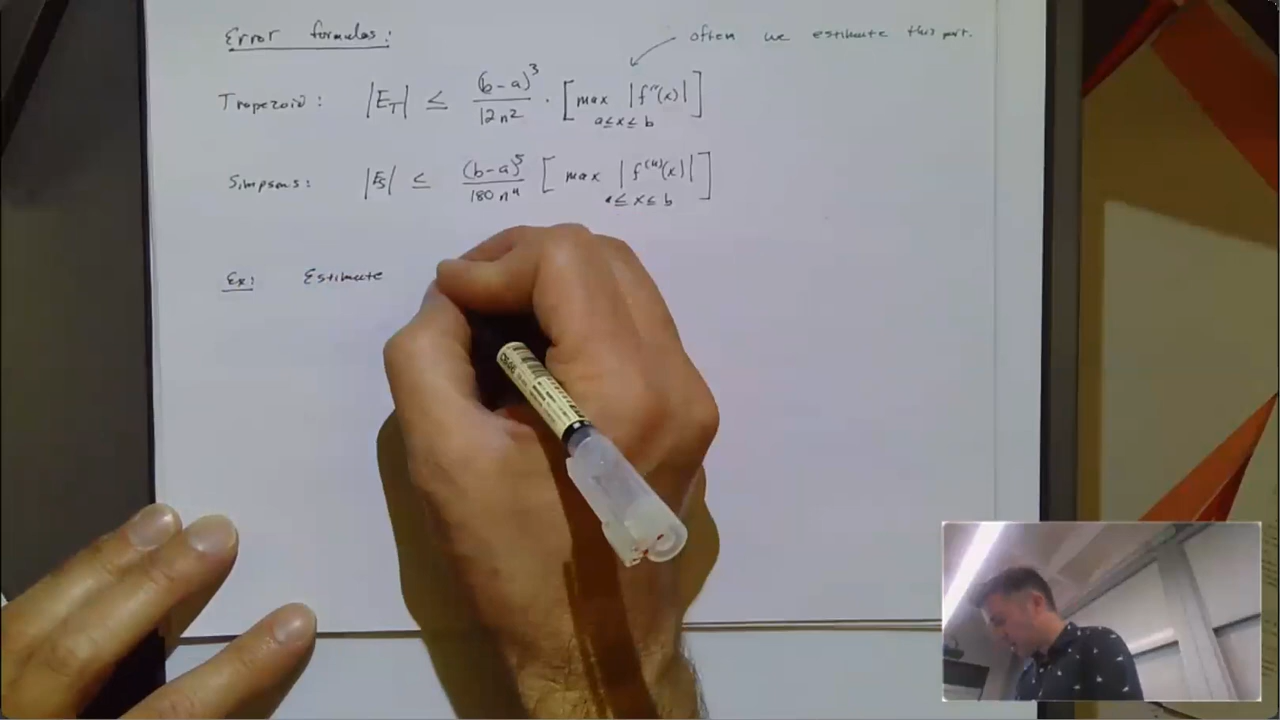 Error formulas:
often we estimate this part.
Trapezoid: |E_T| ≤ (b-a)^3 / 12n^2 · [max |f''(x)|] a≤x≤b
Simpsons: |E_S| ≤ (b-a)^5 / 180 n^4 [max |f^(4)(x)|] a≤x≤b
Ex: Estimate